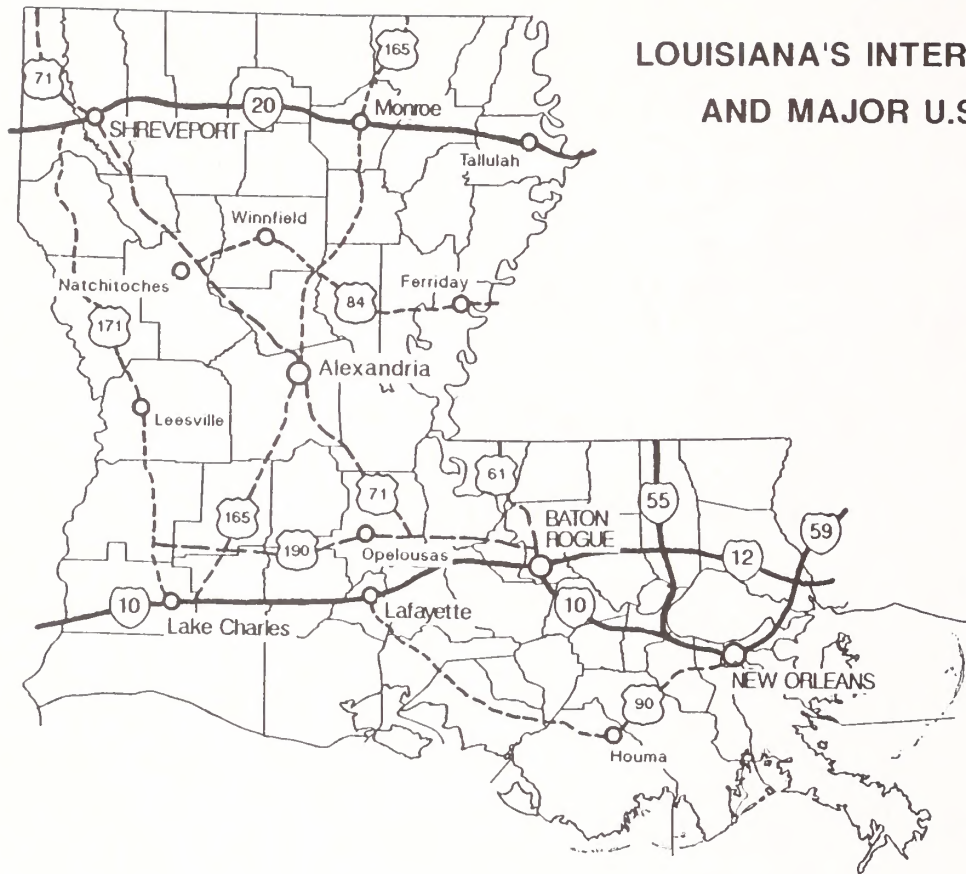 LOUISIANA'S INTER
AND MAJOR U.S
165
71
20
Monroe
SHREVEPORT
Tallulah
Winnfield
Natchitoches
Ferriday
84
171
Alexandria
Leesville
61
71
55
165
BATON
ROGUE
59
190
Opelousas
12
10
Lake Charles
Lafayette
10
NEW ORLEANS
90
Houma